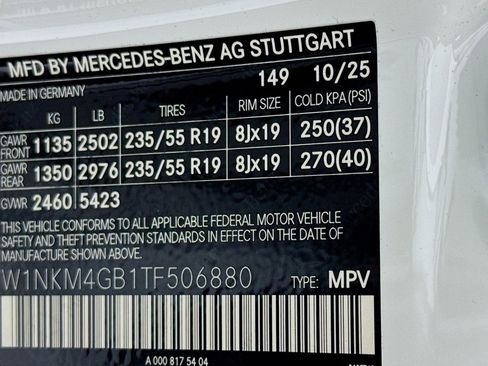 MFD BY MERCEDES-BENZ AG STUTTGART
149 10/25
MADE IN GERMANY
KG LB TIRES RIM SIZE COLD KPA(PSI)
GAWR FRONT 1135 2502 235/55 R19 8Jx19 250(37)
GAWR REAR 1350 2976 235/55 R19 8Jx19 270(40)
GVWR 2460 5423
THIS VEHICLE CONFORMS TO ALL APPLICABLE FEDERAL MOTOR VEHICLE
SAFETY AND THEFT PREVENTION STANDARDS IN EFFECT ON THE
DATE OF MANUFACTURE SHOWN ABOVE.
W1NKM4GB1TF506880 TYPE: MPV
A 000 817 54 04